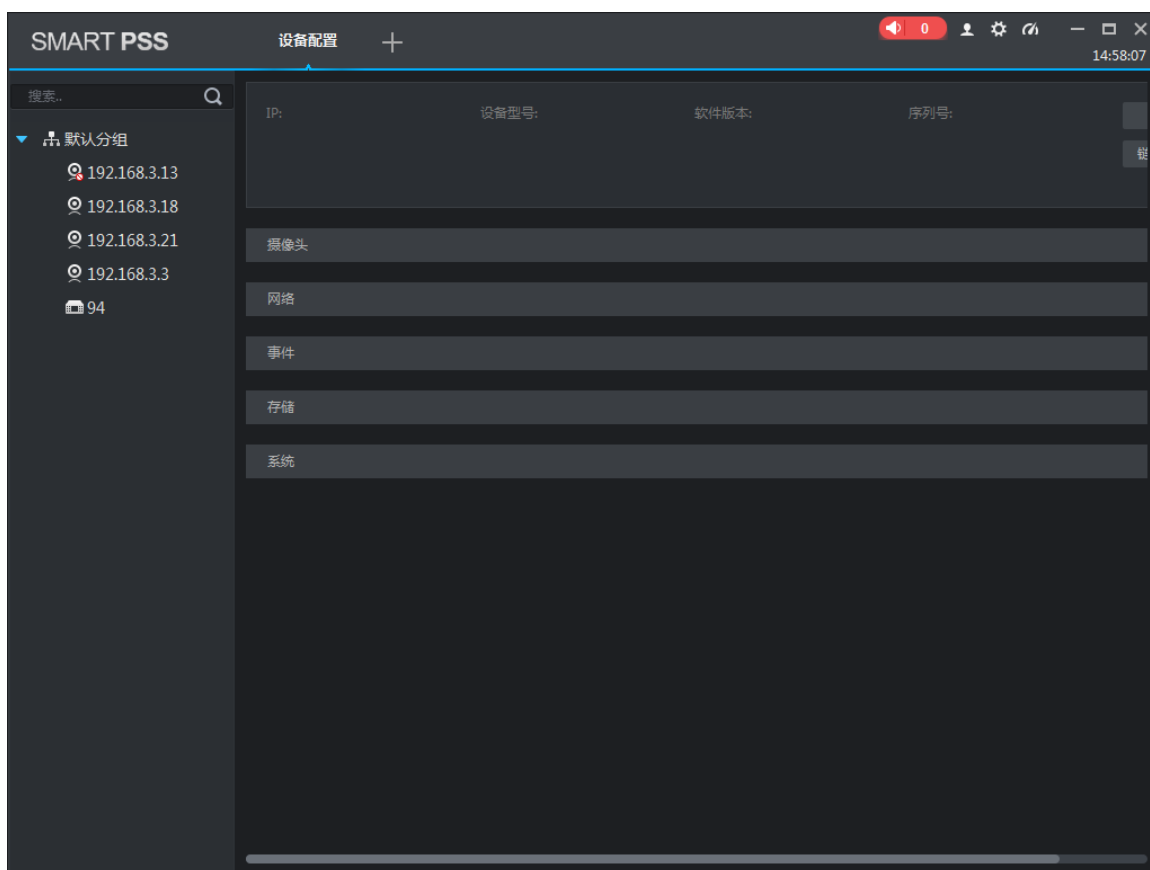 SMART PSS
设备配置
0
14:58:07
搜索..
默认分组
192.168.3.13
192.168.3.18
192.168.3.21
192.168.3.3
94
IP:
设备型号:
软件版本:
序列号:
摄像头
网络
事件
存储
系统